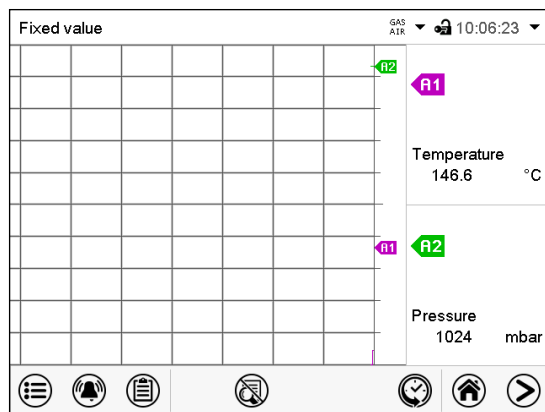 Fixed value
GAS
AIR
10:06:23
A2
A1
Temperature
146.6 °C
A1
A2
Pressure
1024 mbar